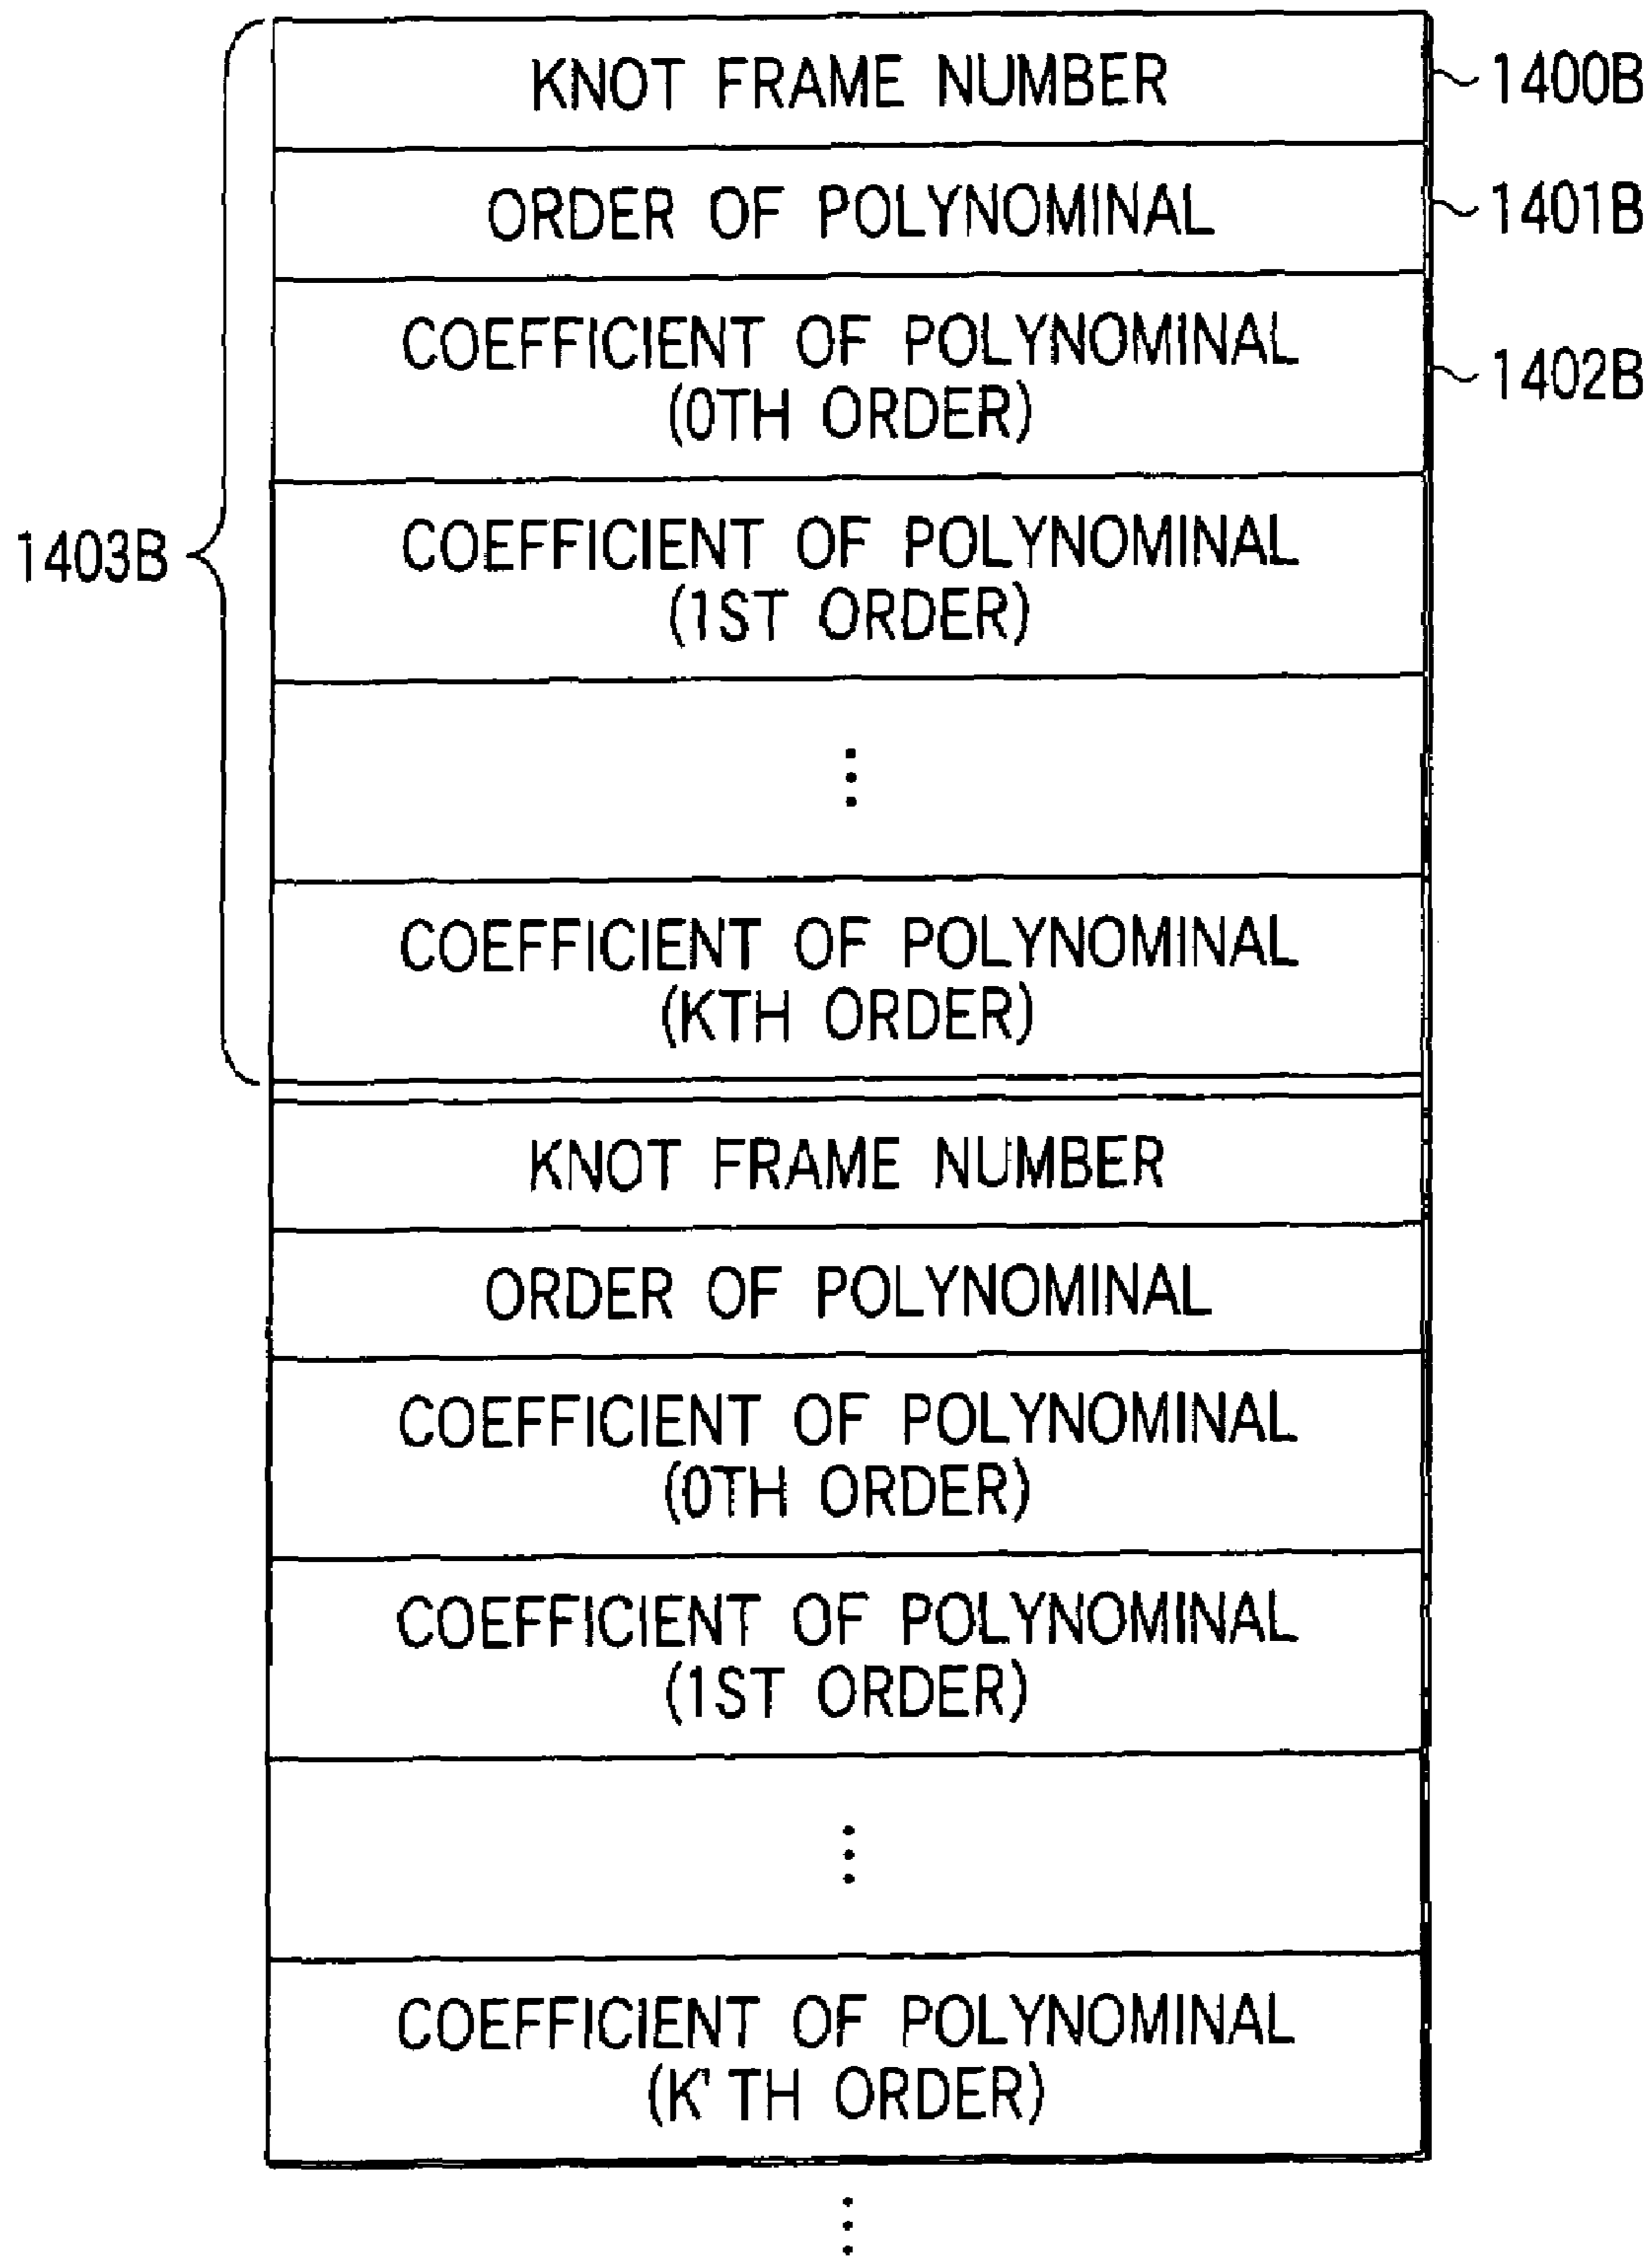 KNOT FRAME NUMBER
1400B
ORDER OF POLYNOMINAL
1401B
COEFFICIENT OF POLYNOMINAL
(0TH ORDER)
1402B
COEFFICIENT OF POLYNOMINAL
(1ST ORDER)
1403B
⋮
COEFFICIENT OF POLYNOMINAL
(KTH ORDER)
KNOT FRAME NUMBER
ORDER OF POLYNOMINAL
COEFFICIENT OF POLYNOMINAL
(0TH ORDER)
COEFFICIENT OF POLYNOMINAL
(1ST ORDER)
⋮
COEFFICIENT OF POLYNOMINAL
(K'TH ORDER)
⋮